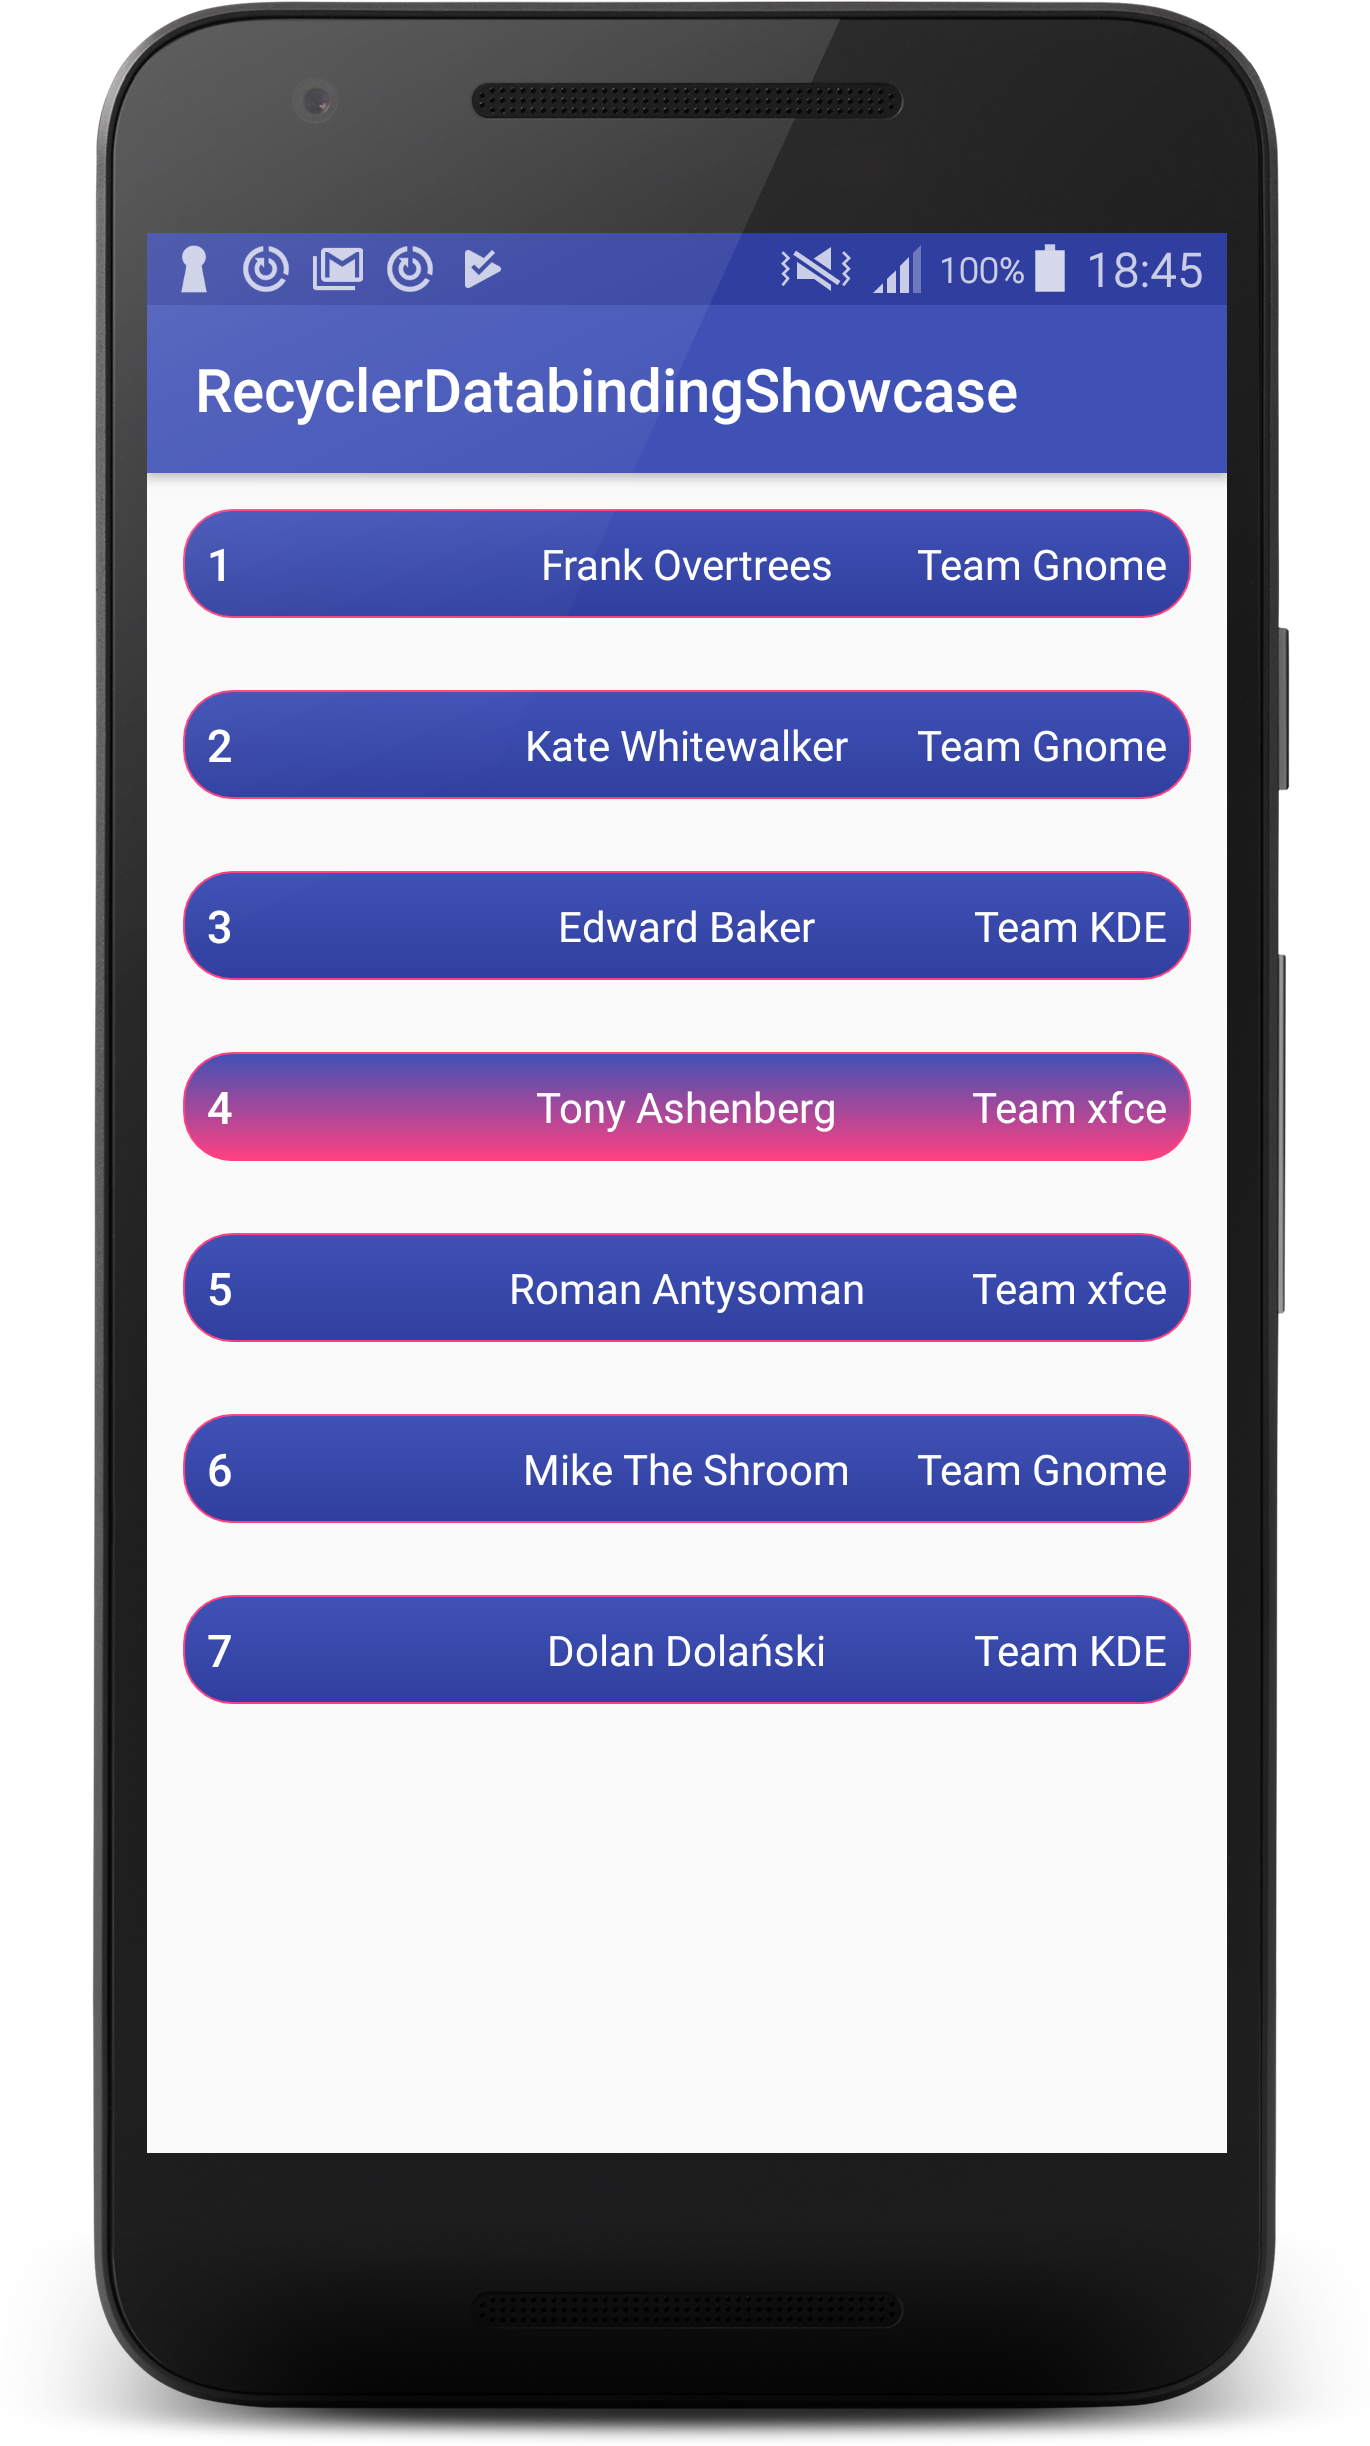 100% 18:45
RecyclerDatabindingShowcase
1 Frank Overtrees Team Gnome
2 Kate Whitewalker Team Gnome
3 Edward Baker Team KDE
4 Tony Ashenberg Team xfce
5 Roman Antysoman Team xfce
6 Mike The Shroom Team Gnome
7 Dolan Dolański Team KDE